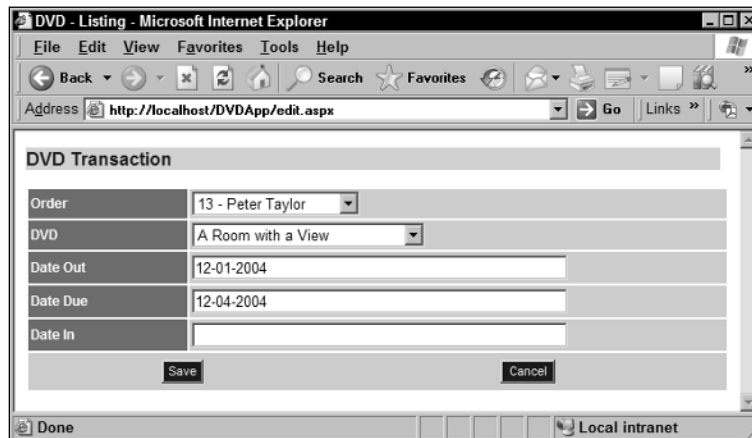 DVD - Listing - Microsoft Internet Explorer
File Edit View Favorites Tools Help
Back Search Favorites »
Address http://localhost/DVDApp/edit.aspx Go Links »
DVD Transaction
Order 13 - Peter Taylor
DVD A Room with a View
Date Out 12-01-2004
Date Due 12-04-2004
Date In
Save Cancel
Done Local intranet